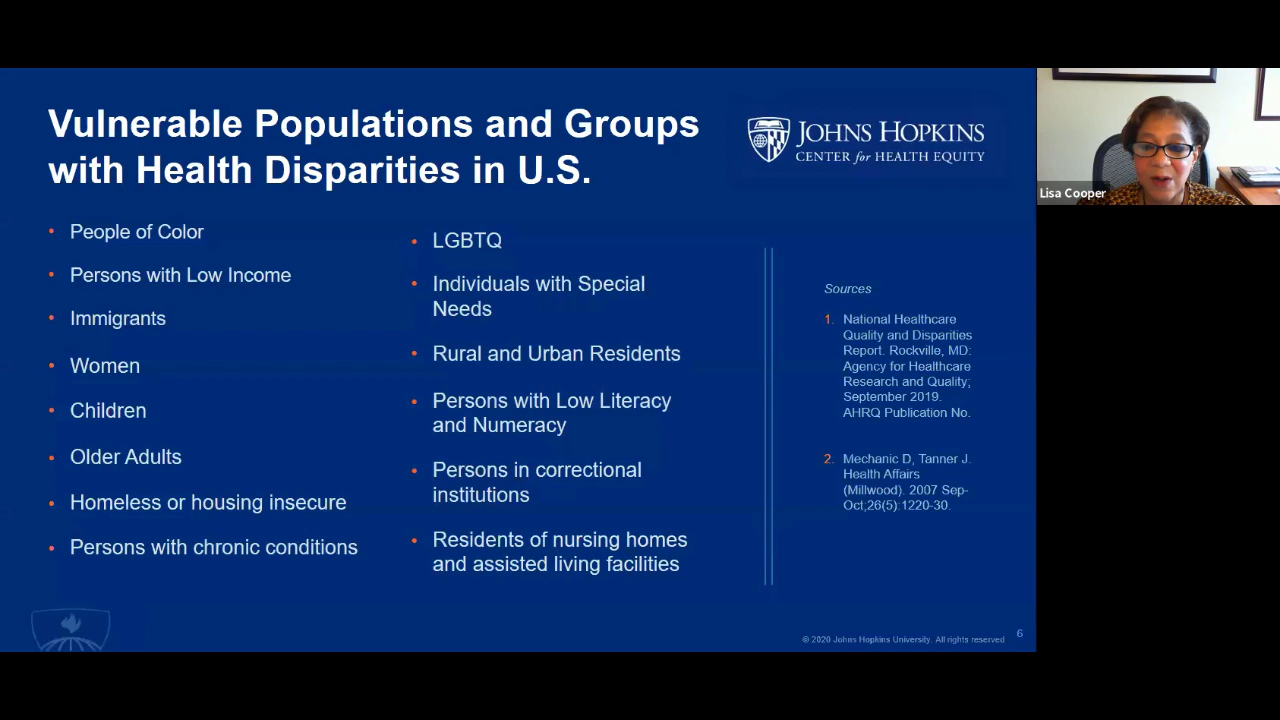 Vulnerable Populations and Groups
with Health Disparities in U.S.
JOHNS HOPKINS
CENTER for HEALTH EQUITY
• People of Color
• Persons with Low Income
• Immigrants
• Women
• Children
• Older Adults
• Homeless or housing insecure
• Persons with chronic conditions
• LGBTQ
• Individuals with Special
Needs
• Rural and Urban Residents
• Persons with Low Literacy
and Numeracy
• Persons in correctional
institutions
• Residents of nursing homes
and assisted living facilities
Sources
1. National Healthcare
Quality and Disparities
Report. Rockville, MD:
Agency for Healthcare
Research and Quality;
September 2019.
AHRQ Publication No.
2. Mechanic D, Tanner J.
Health Affairs
(Millwood). 2007 Sep-
Oct;26(5):1220-30.
© 2020 Johns Hopkins University. All rights reserved
6
Lisa Cooper